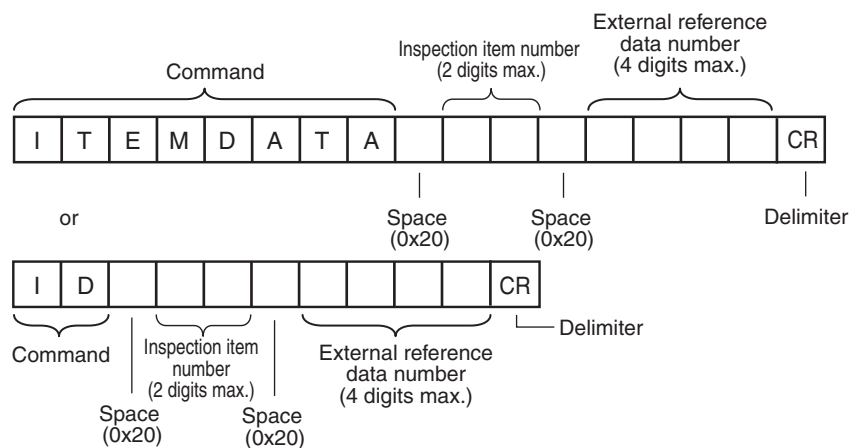 External reference
data number
(4 digits max.)
Inspection item number
(2 digits max.)
Command
I T E M D A T A CR
Space
(0x20)
Space
(0x20)
Delimiter
or
I D CR
Delimiter
Command
Inspection item
number
(2 digits max.)
External reference
data number
(4 digits max.)
Space
(0x20)
Space
(0x20)